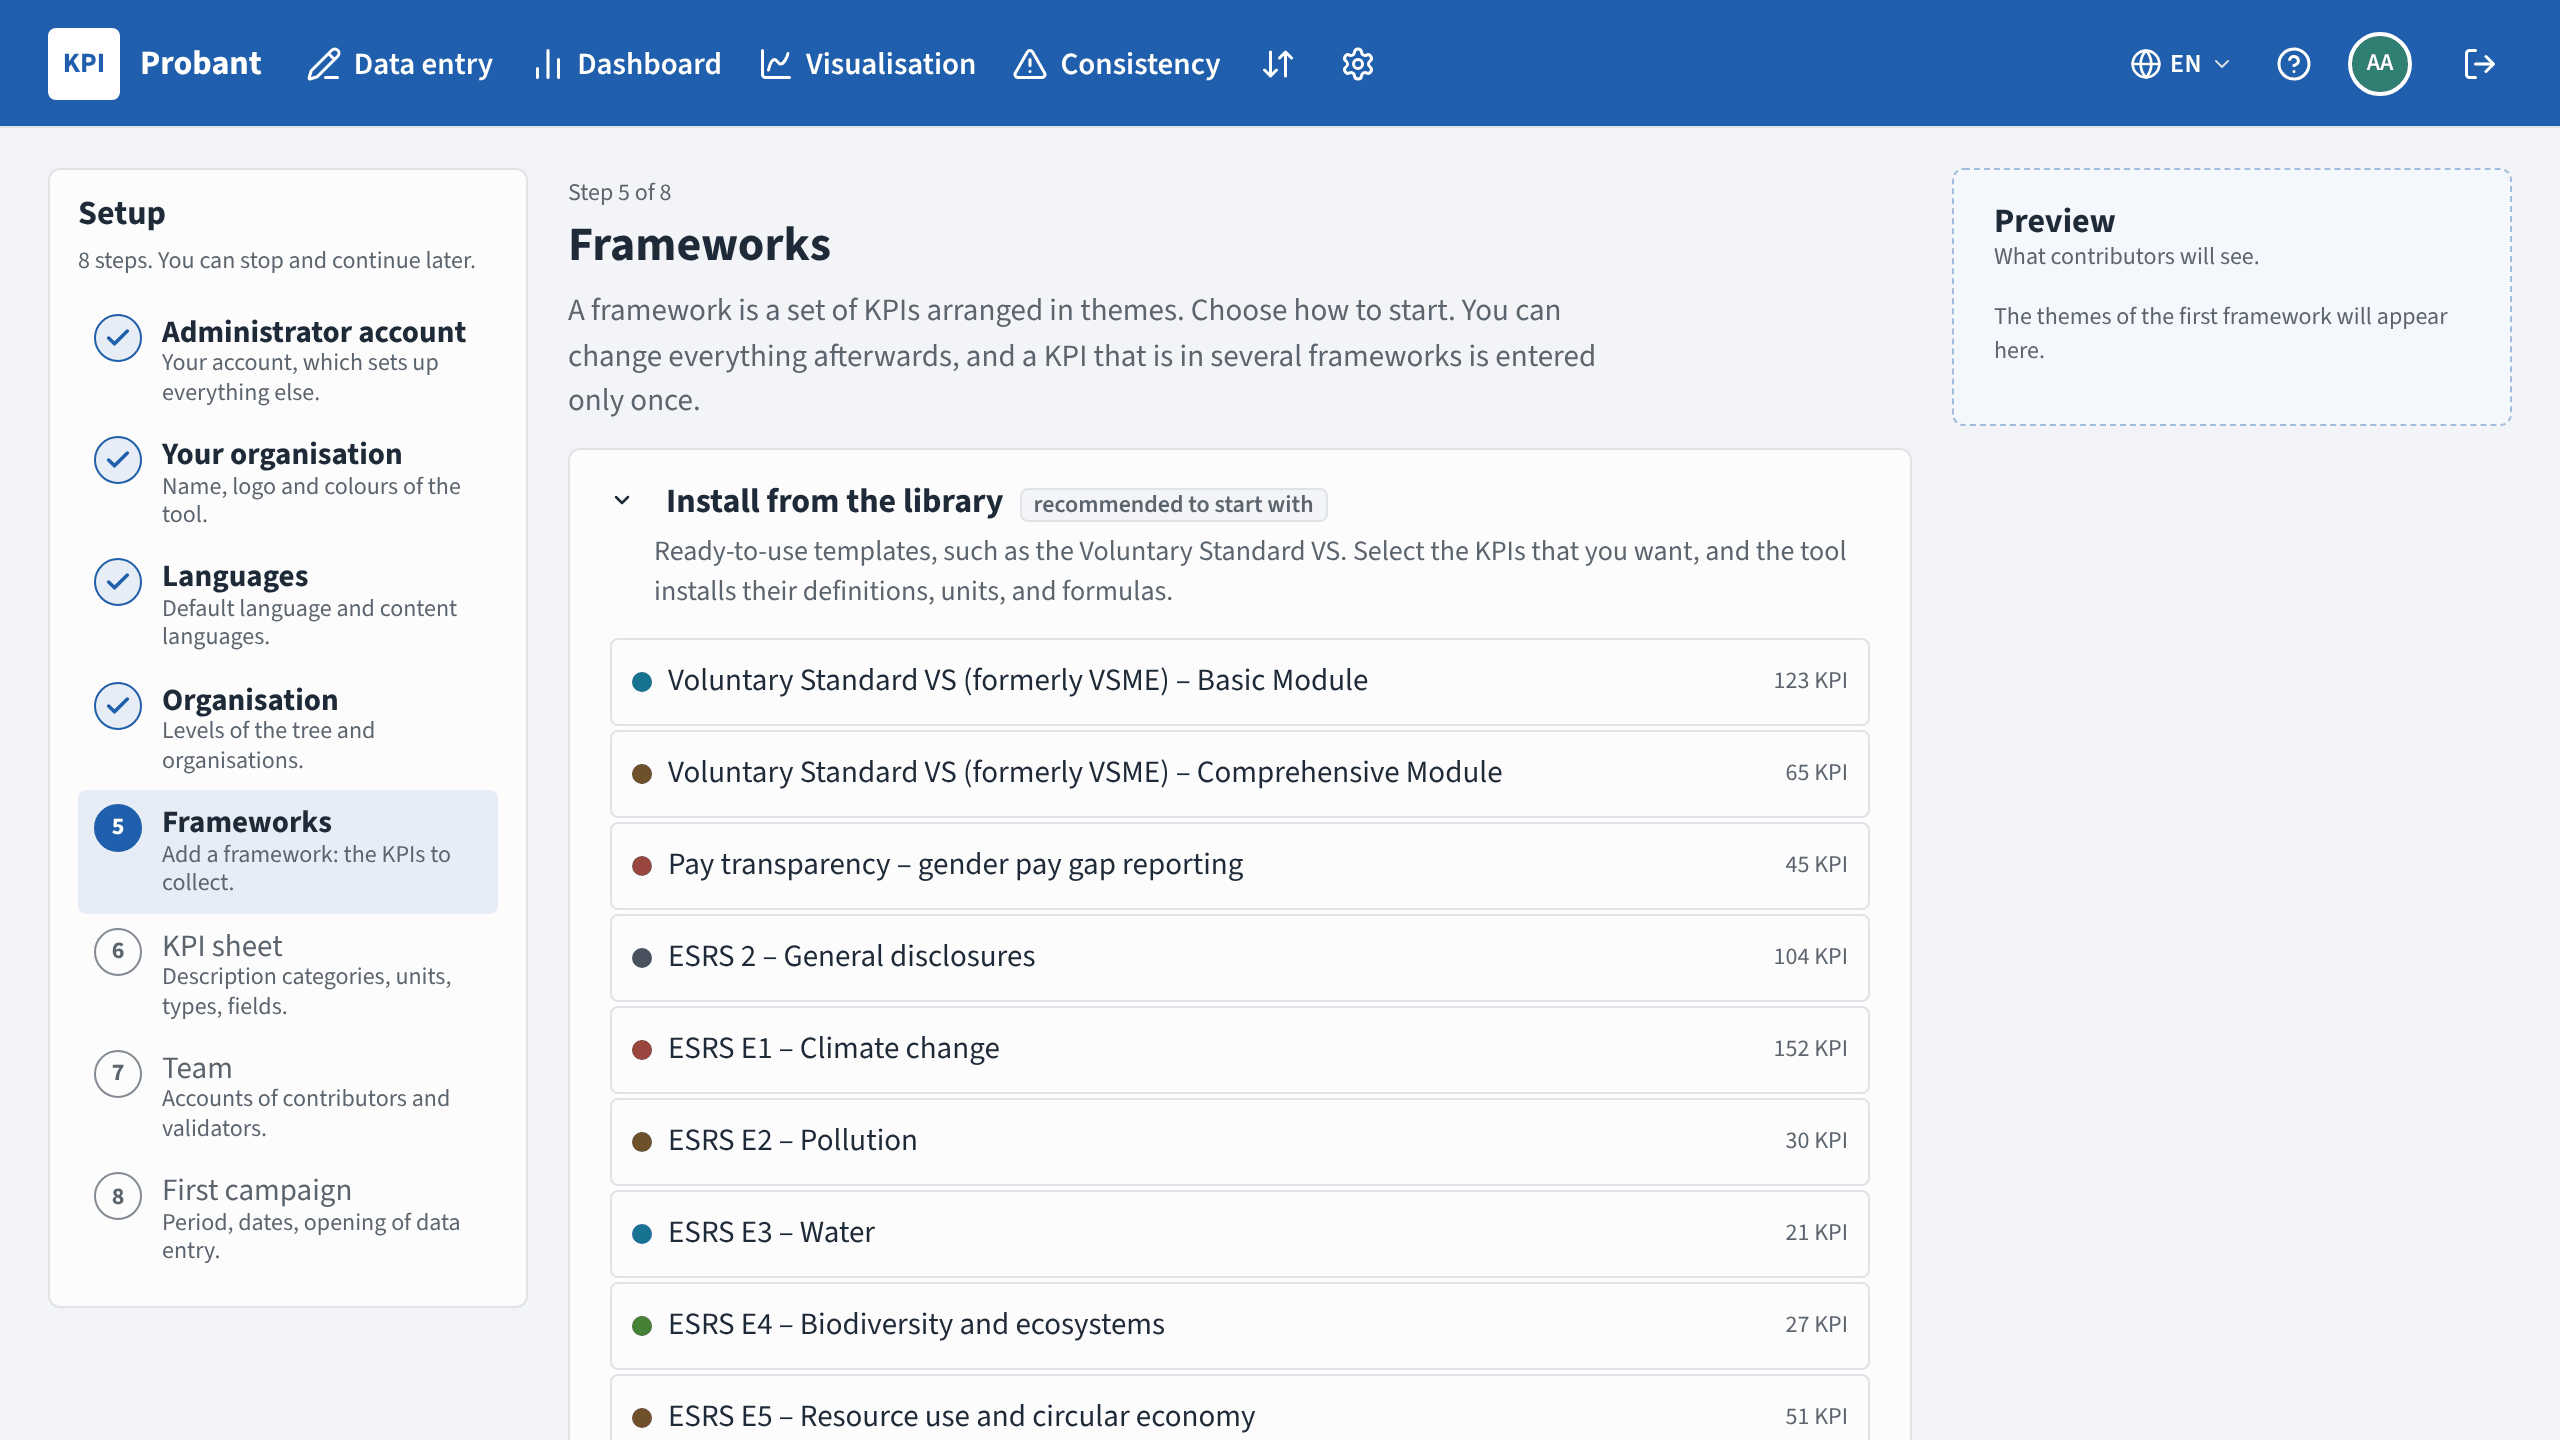 KPI Probant Data entry Dashboard Visualisation Consistency EN AA
Setup
8 steps. You can stop and continue later.
Administrator account
Your account, which sets up
everything else.
Your organisation
Name, logo and colours of the
tool.
Languages
Default language and content
languages.
Organisation
Levels of the tree and
organisations.
5 Frameworks
Add a framework: the KPIs to
collect.
6 KPI sheet
Description categories, units,
types, fields.
7 Team
Accounts of contributors and
validators.
8 First campaign
Period, dates, opening of data
entry.
Step 5 of 8
Frameworks
A framework is a set of KPIs arranged in themes. Choose how to start. You can
change everything afterwards, and a KPI that is in several frameworks is entered
only once.
Install from the library recommended to start with
Ready-to-use templates, such as the Voluntary Standard VS. Select the KPIs that you want, and the tool
installs their definitions, units, and formulas.
Voluntary Standard VS (formerly VSME) – Basic Module 123 KPI
Voluntary Standard VS (formerly VSME) – Comprehensive Module 65 KPI
Pay transparency – gender pay gap reporting 45 KPI
ESRS 2 – General disclosures 104 KPI
ESRS E1 – Climate change 152 KPI
ESRS E2 – Pollution 30 KPI
ESRS E3 – Water 21 KPI
ESRS E4 – Biodiversity and ecosystems 27 KPI
ESRS E5 – Resource use and circular economy 51 KPI
Preview
What contributors will see.
The themes of the first framework will appear
here.